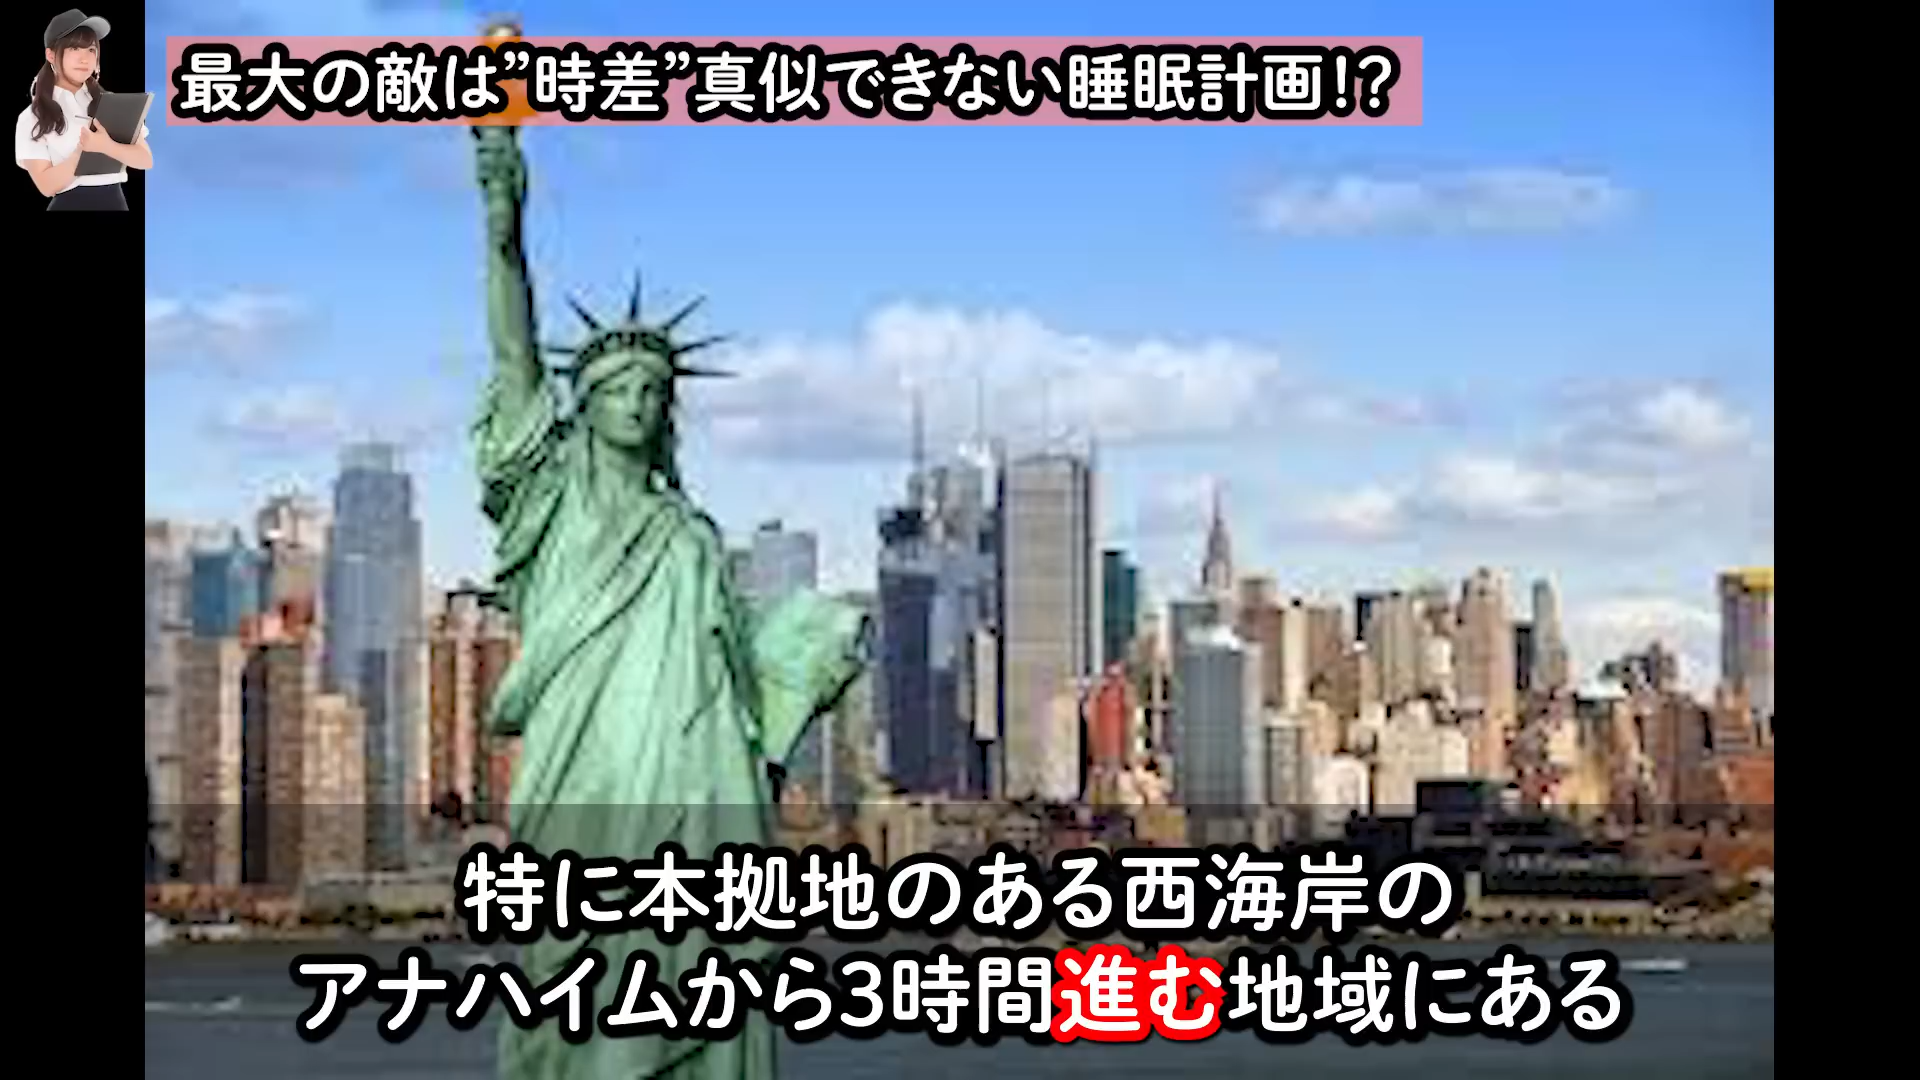 最大の敵は”時差”真似できない睡眠計画!?
特に本拠地のある西海岸の
アナハイムから3時間進む地域にある